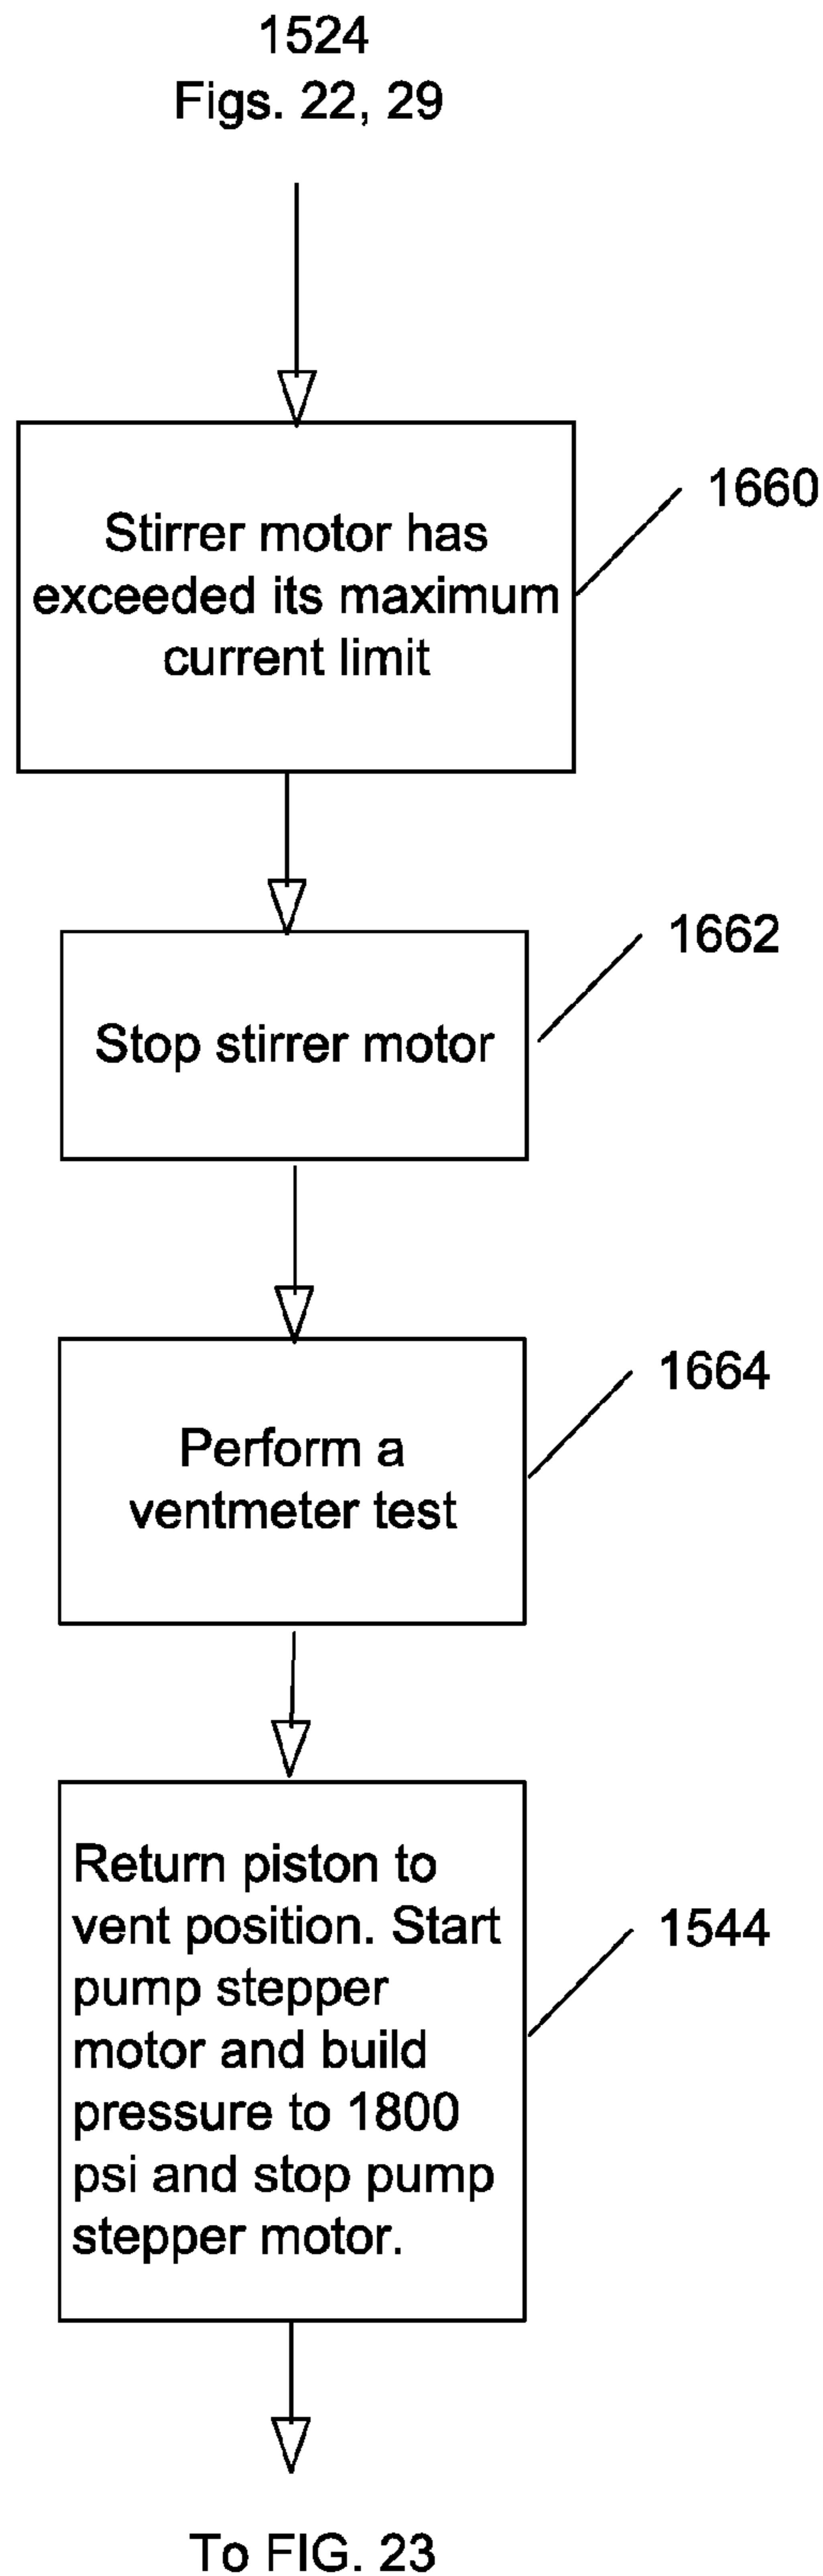 1524
Figs. 22, 29
Stirrer motor has
exceeded its maximum
current limit
1660
Stop stirrer motor
1662
Perform a
ventmeter test
1664
Return piston to
vent position. Start
pump stepper
motor and build
pressure to 1800
psi and stop pump
stepper motor.
1544
To FIG. 23